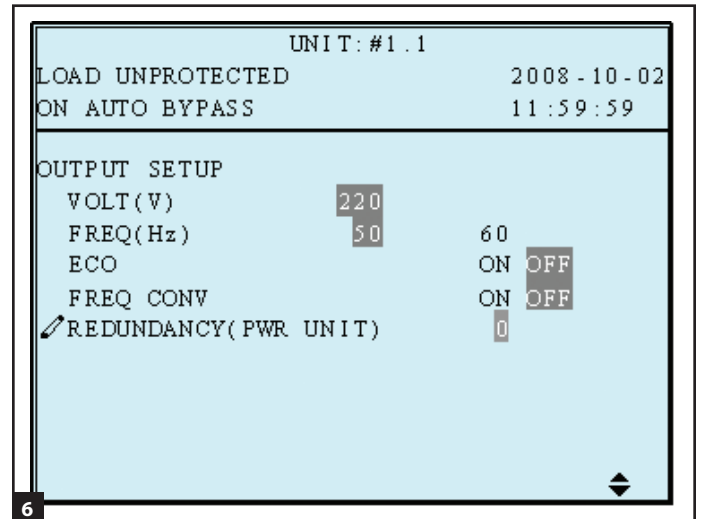 UNIT:#1.1
LOAD UNPROTECTED 2008-10-02
ON AUTO BYPASS 11:59:59
OUTPUT SETUP
VOLT(V) 220
FREQ(Hz) 50 60
ECO ON OFF
FREQ CONV ON OFF
REDUNDANCY(PWR UNIT) 0
6